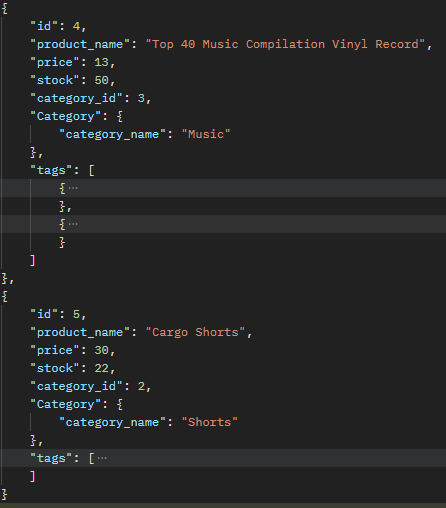 {
    "id": 4,
    "product_name": "Top 40 Music Compilation Vinyl Record",
    "price": 13,
    "stock": 50,
    "category_id": 3,
    "Category": {
        "category_name": "Music"
    },
    "tags": [
        {···
        },
        {···
        }
    ]
},
{
    "id": 5,
    "product_name": "Cargo Shorts",
    "price": 30,
    "stock": 22,
    "category_id": 2,
    "Category": {
        "category_name": "Shorts"
    },
    "tags": [···
    ]
}